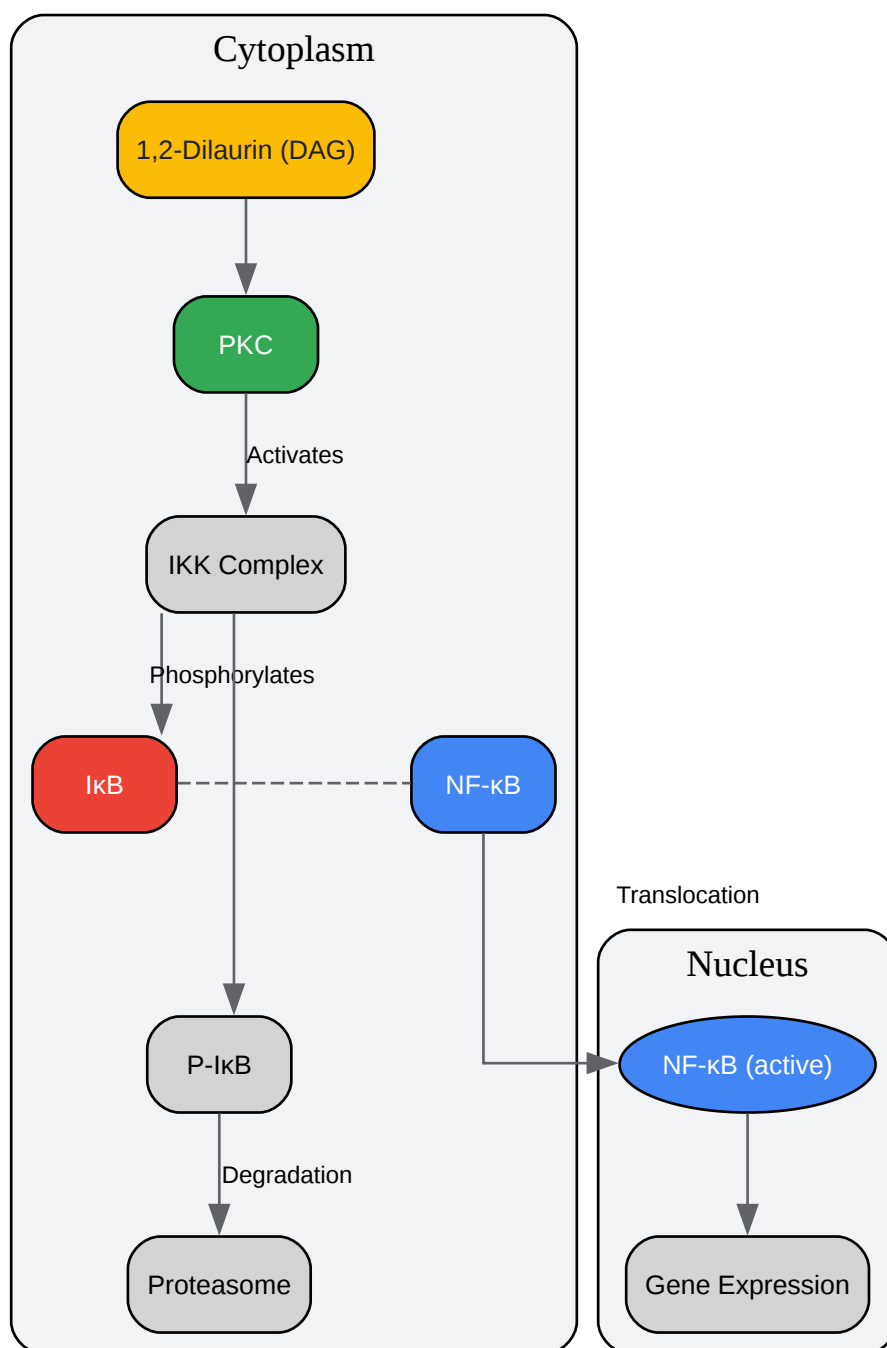 Cytoplasm
1,2-Dilaurin (DAG)
PKC
Activates
IKK Complex
Phosphorylates
IκB
NF-κB
Translocation
Nucleus
P-IκB
NF-κB (active)
Degradation
Proteasome
Gene Expression